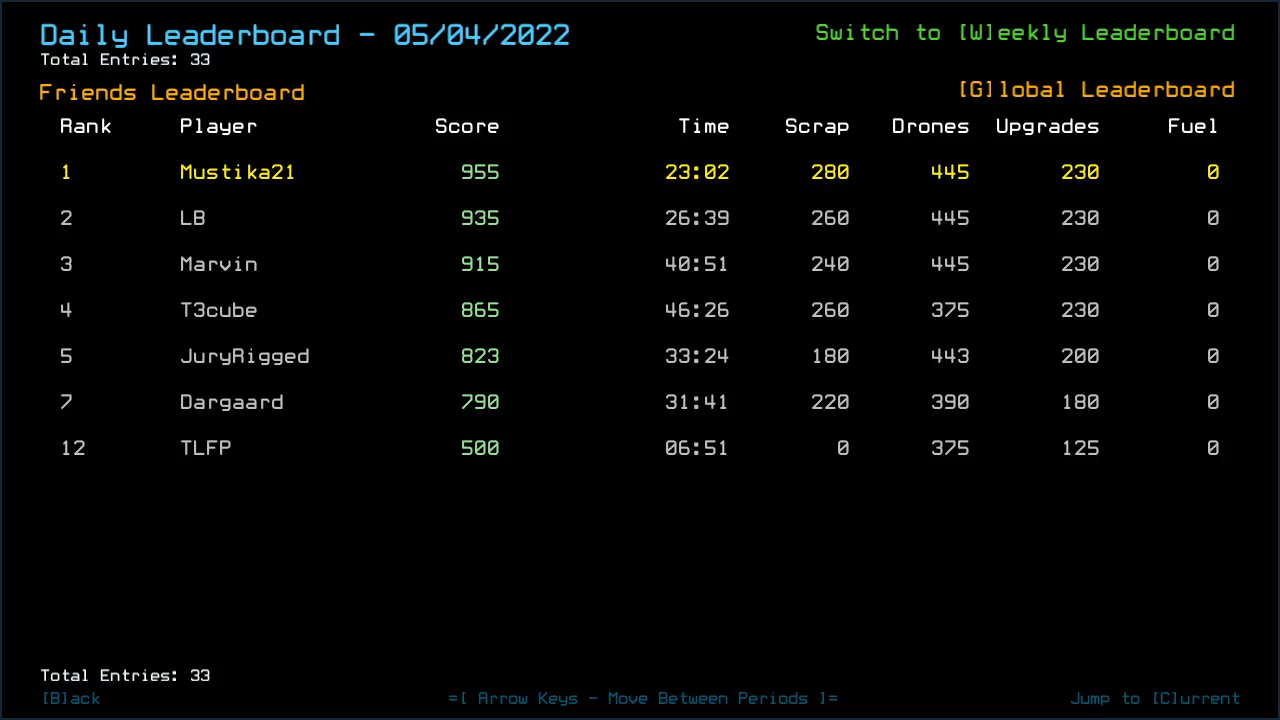 Daily Leaderboard - 05/04/2022 Switch to [W]eekly Leaderboard
Total Entries: 33
Friends Leaderboard [G]lobal Leaderboard
Rank Player Score Time Scrap Drones Upgrades Fuel
1 Mustika21 955 23:02 280 445 230 0
2 LB 935 26:39 260 445 230 0
3 Marvin 915 40:51 240 445 230 0
4 T3cube 865 46:26 260 375 230 0
5 JuryRigged 823 33:24 180 443 200 0
7 Dargaard 790 31:41 220 390 180 0
12 TLFP 500 06:51 0 375 125 0
Total Entries: 33
[B]ack =[ Arrow Keys - Move Between Periods ]= Jump to [C]urrent